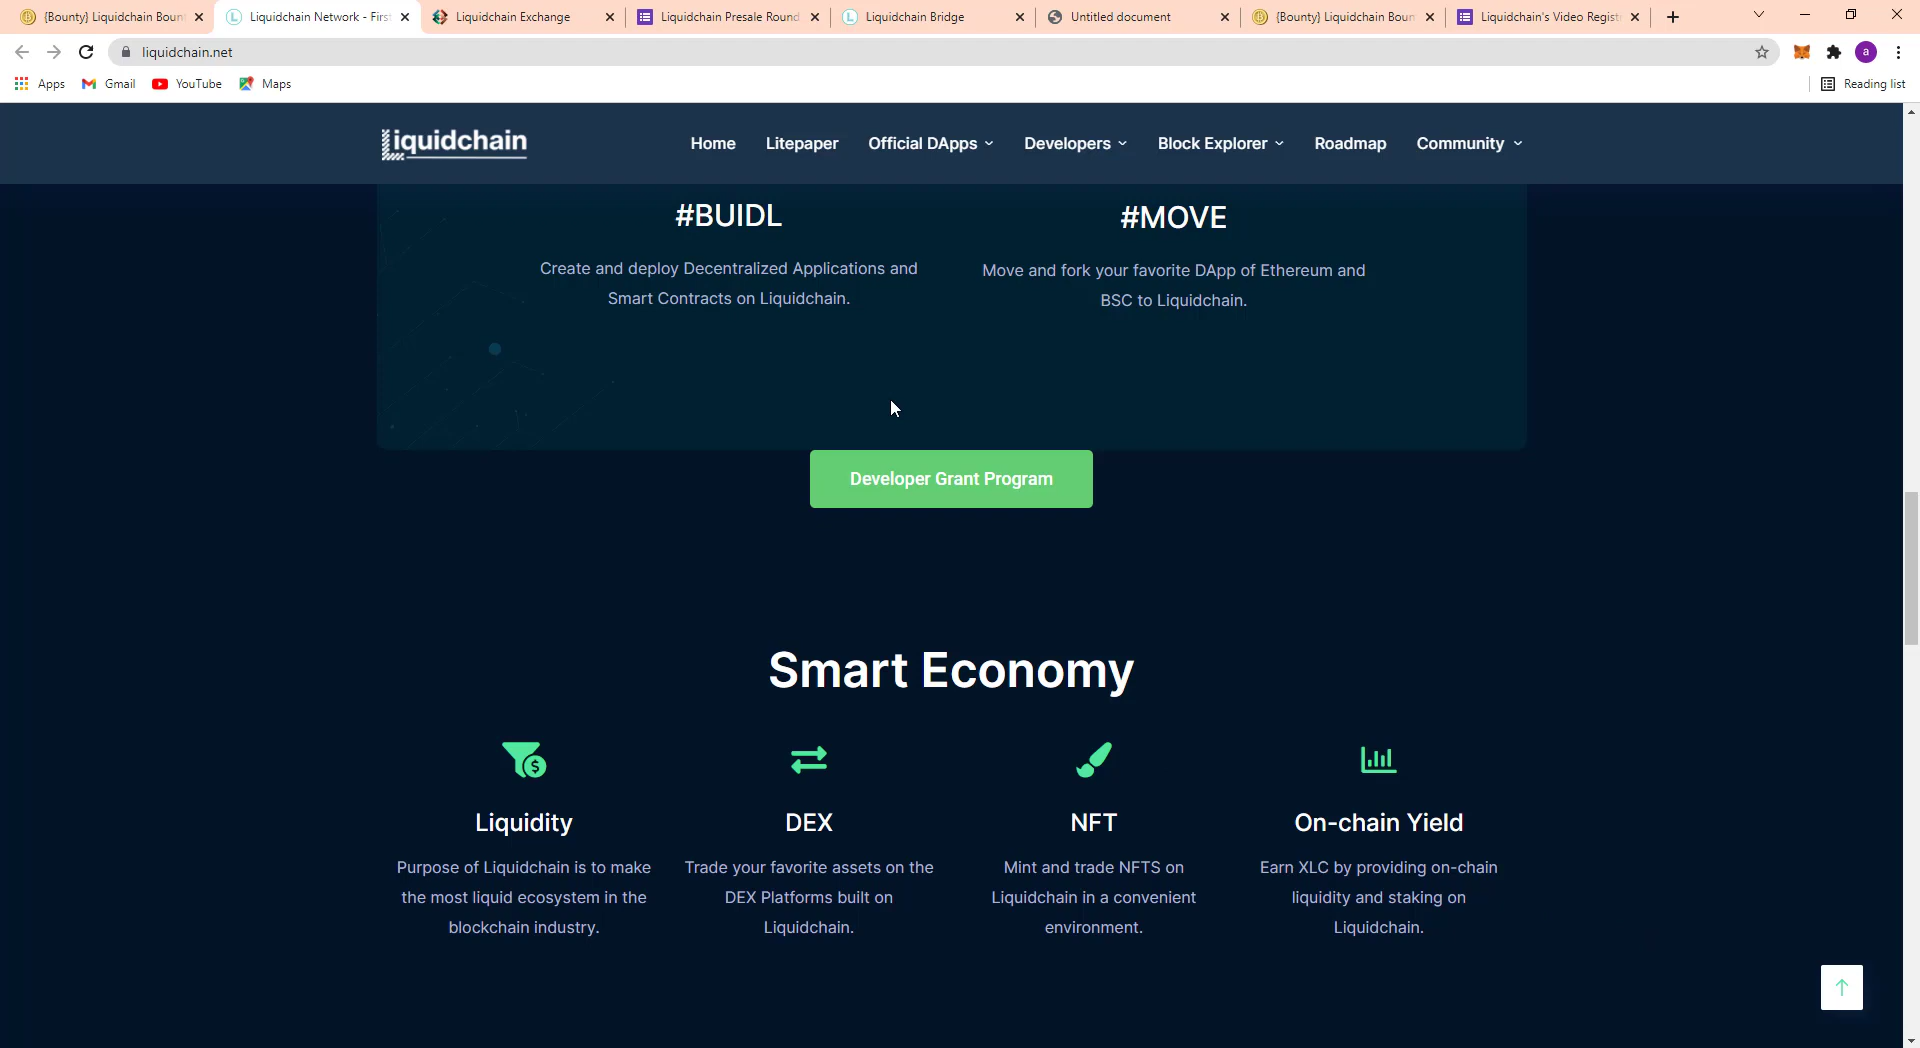 {Bounty} Liquidchain Boun
Liquidchain Network - Firs
Liquidchain Exchange
Liquidchain Presale Round
Liquidchain Bridge
Untitled document
{Bounty} Liquidchain Boun
Liquidchain's Video Regist
liquidchain.net
a
Apps
Gmail
YouTube
Maps
Reading list
liquidchain
Home
Litepaper
Official DApps
Developers
Block Explorer
Roadmap
Community
#BUIDL
Create and deploy Decentralized Applications and
Smart Contracts on Liquidchain.
#MOVE
Move and fork your favorite DApp of Ethereum and
BSC to Liquidchain.
Developer Grant Program
Smart Economy
Liquidity
Purpose of Liquidchain is to make
the most liquid ecosystem in the
blockchain industry.
DEX
Trade your favorite assets on the
DEX Platforms built on
Liquidchain.
NFT
Mint and trade NFTS on
Liquidchain in a convenient
environment.
On-chain Yield
Earn XLC by providing on-chain
liquidity and staking on
Liquidchain.